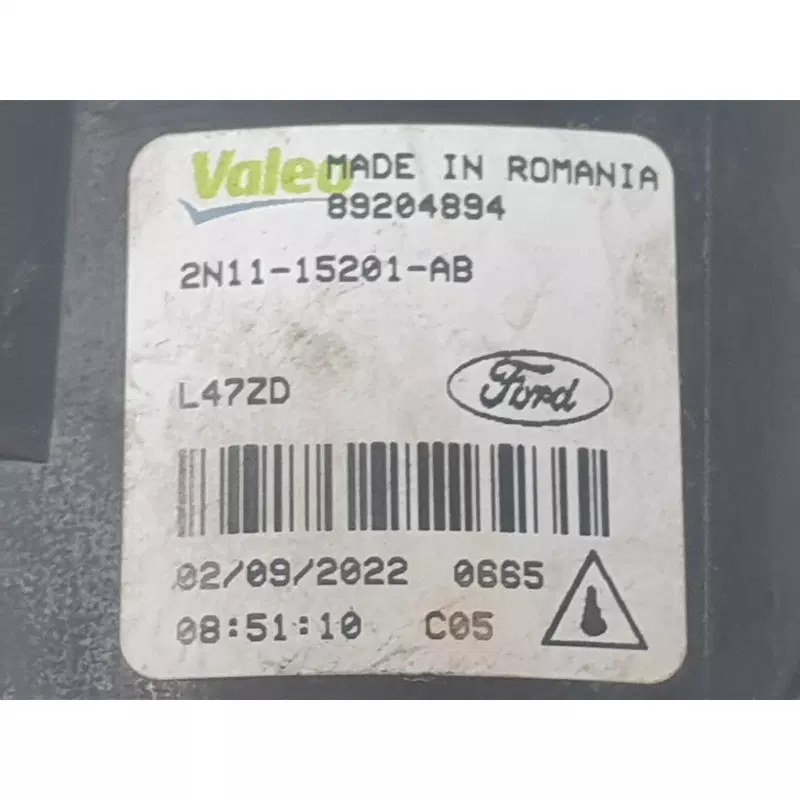 Valeo MADE IN ROMANIA
89204894
2N11-15201-AB
L47ZD
Ford
02/09/2022 0665
08:51:10 C05